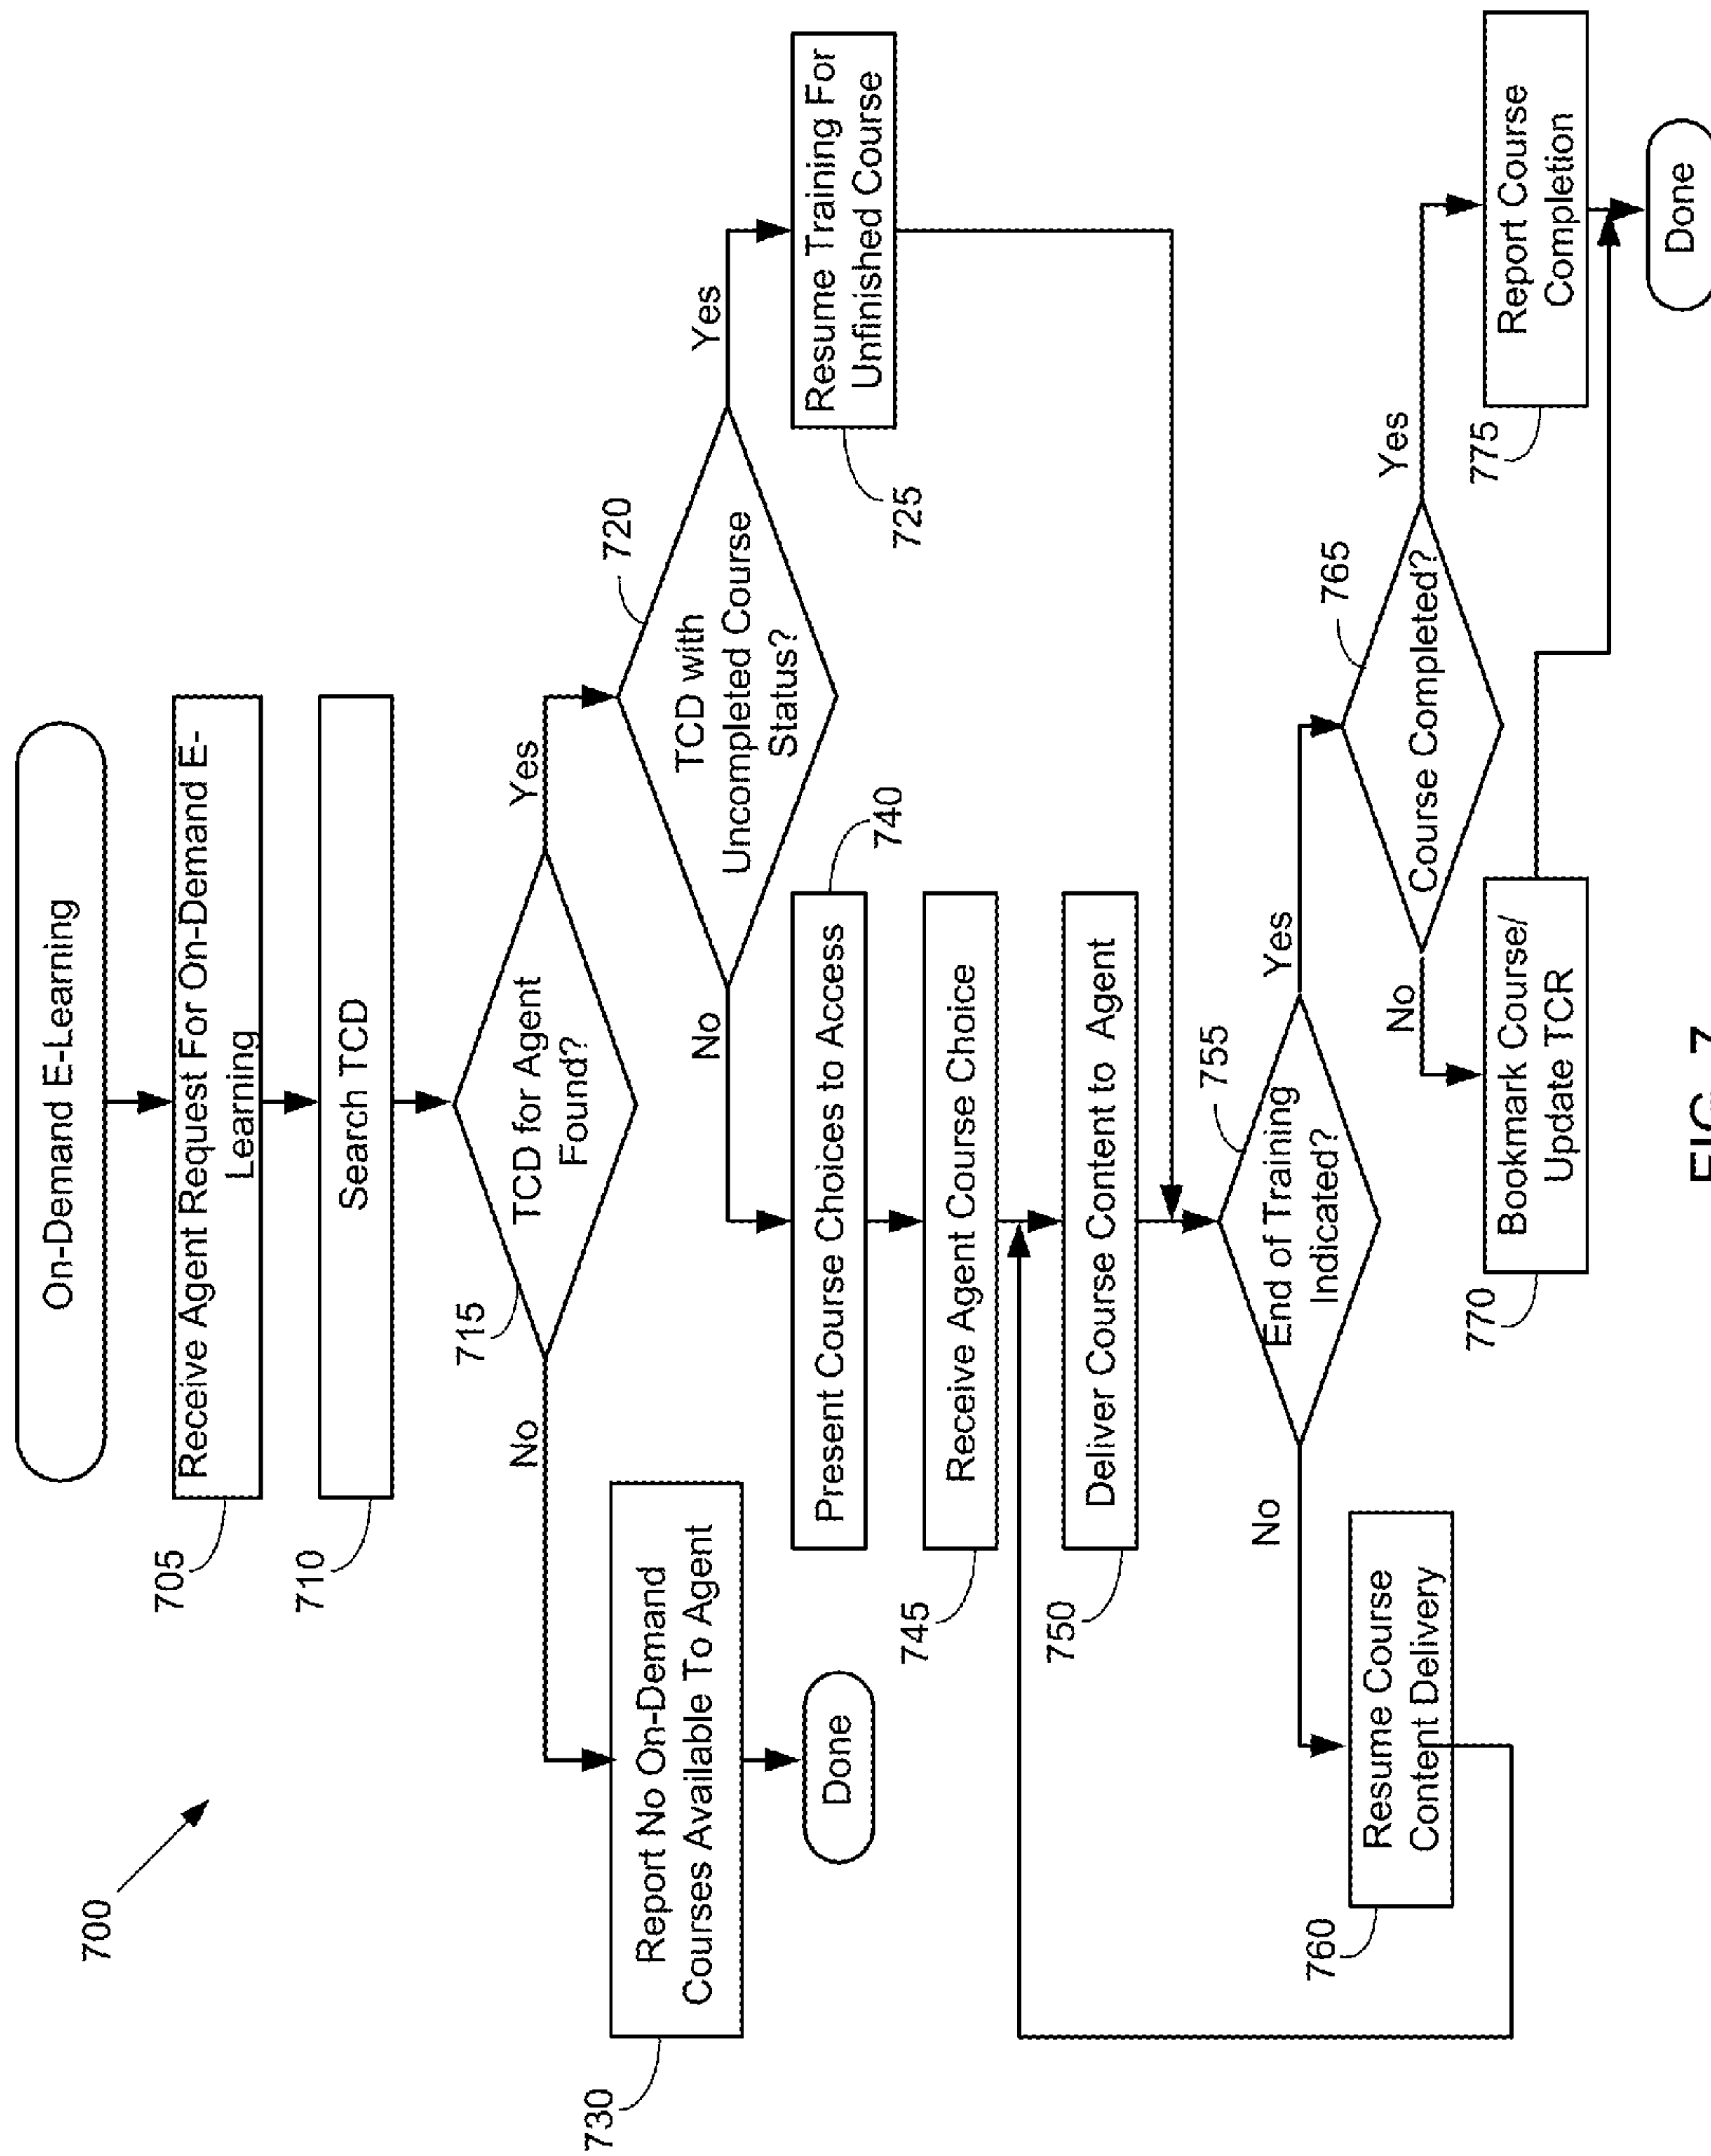 700
On-Demand E-Learning
705
Receive Agent Request For On-Demand E-
Learning
710
Search TCD
715
TCD for Agent
Found?
No
Yes
730
Report No On-Demand
Courses Available To Agent
Done
720
TCD with
Uncompleted Course
Status?
No
Yes
725
Resume Training For
Unfinished Course
740
Present Course Choices to Access
745
Receive Agent Course Choice
750
Deliver Course Content to Agent
755
End of Training
Indicated?
No
Yes
760
Resume Course
Content Delivery
765
Course Completed?
No
Yes
770
Bookmark Course/
Update TCR
775
Report Course
Completion
Done
FIG. 7